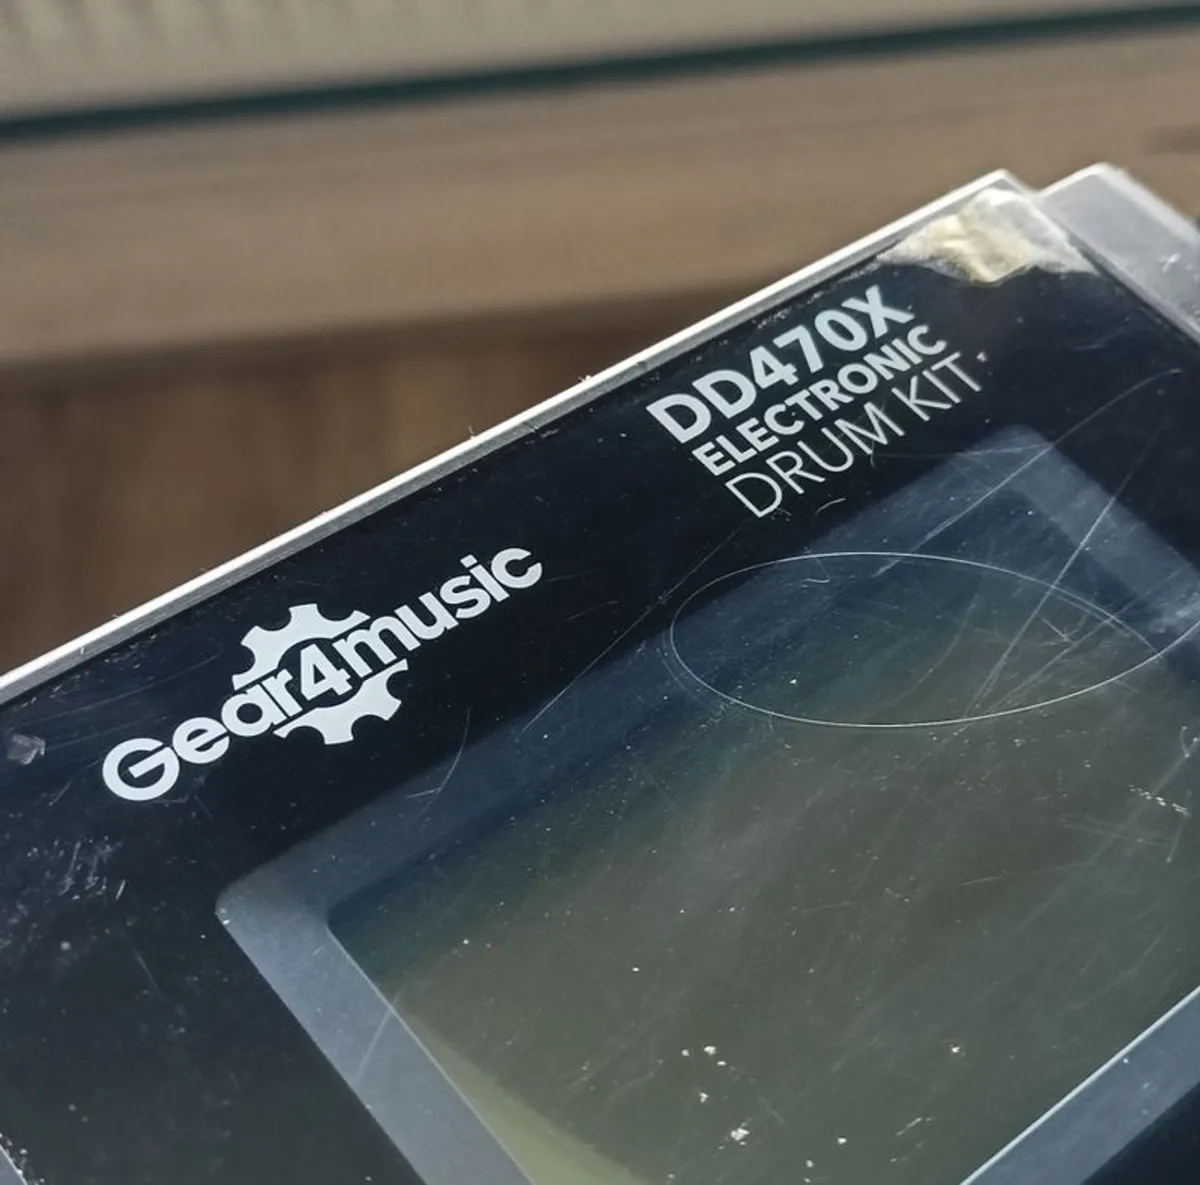 Gear4music
DD470X
ELECTRONIC
DRUM KIT